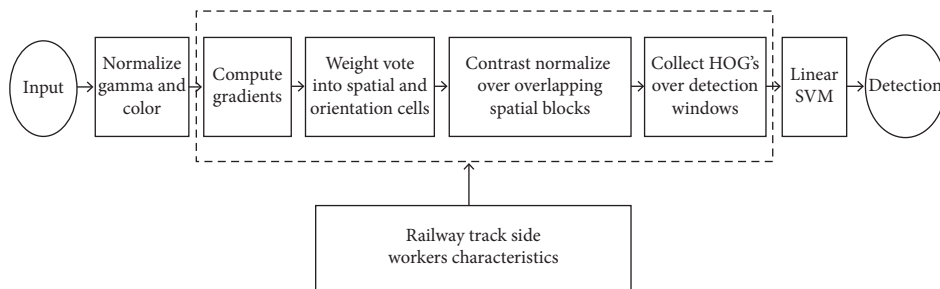 Input
Normalize
gamma and
color
Compute
gradients
Weight vote
into spatial and
orientation cells
Contrast normalize
over overlapping
spatial blocks
Collect HOG's
over detection
windows
Linear
SVM
Detection
Railway track side
workers characteristics